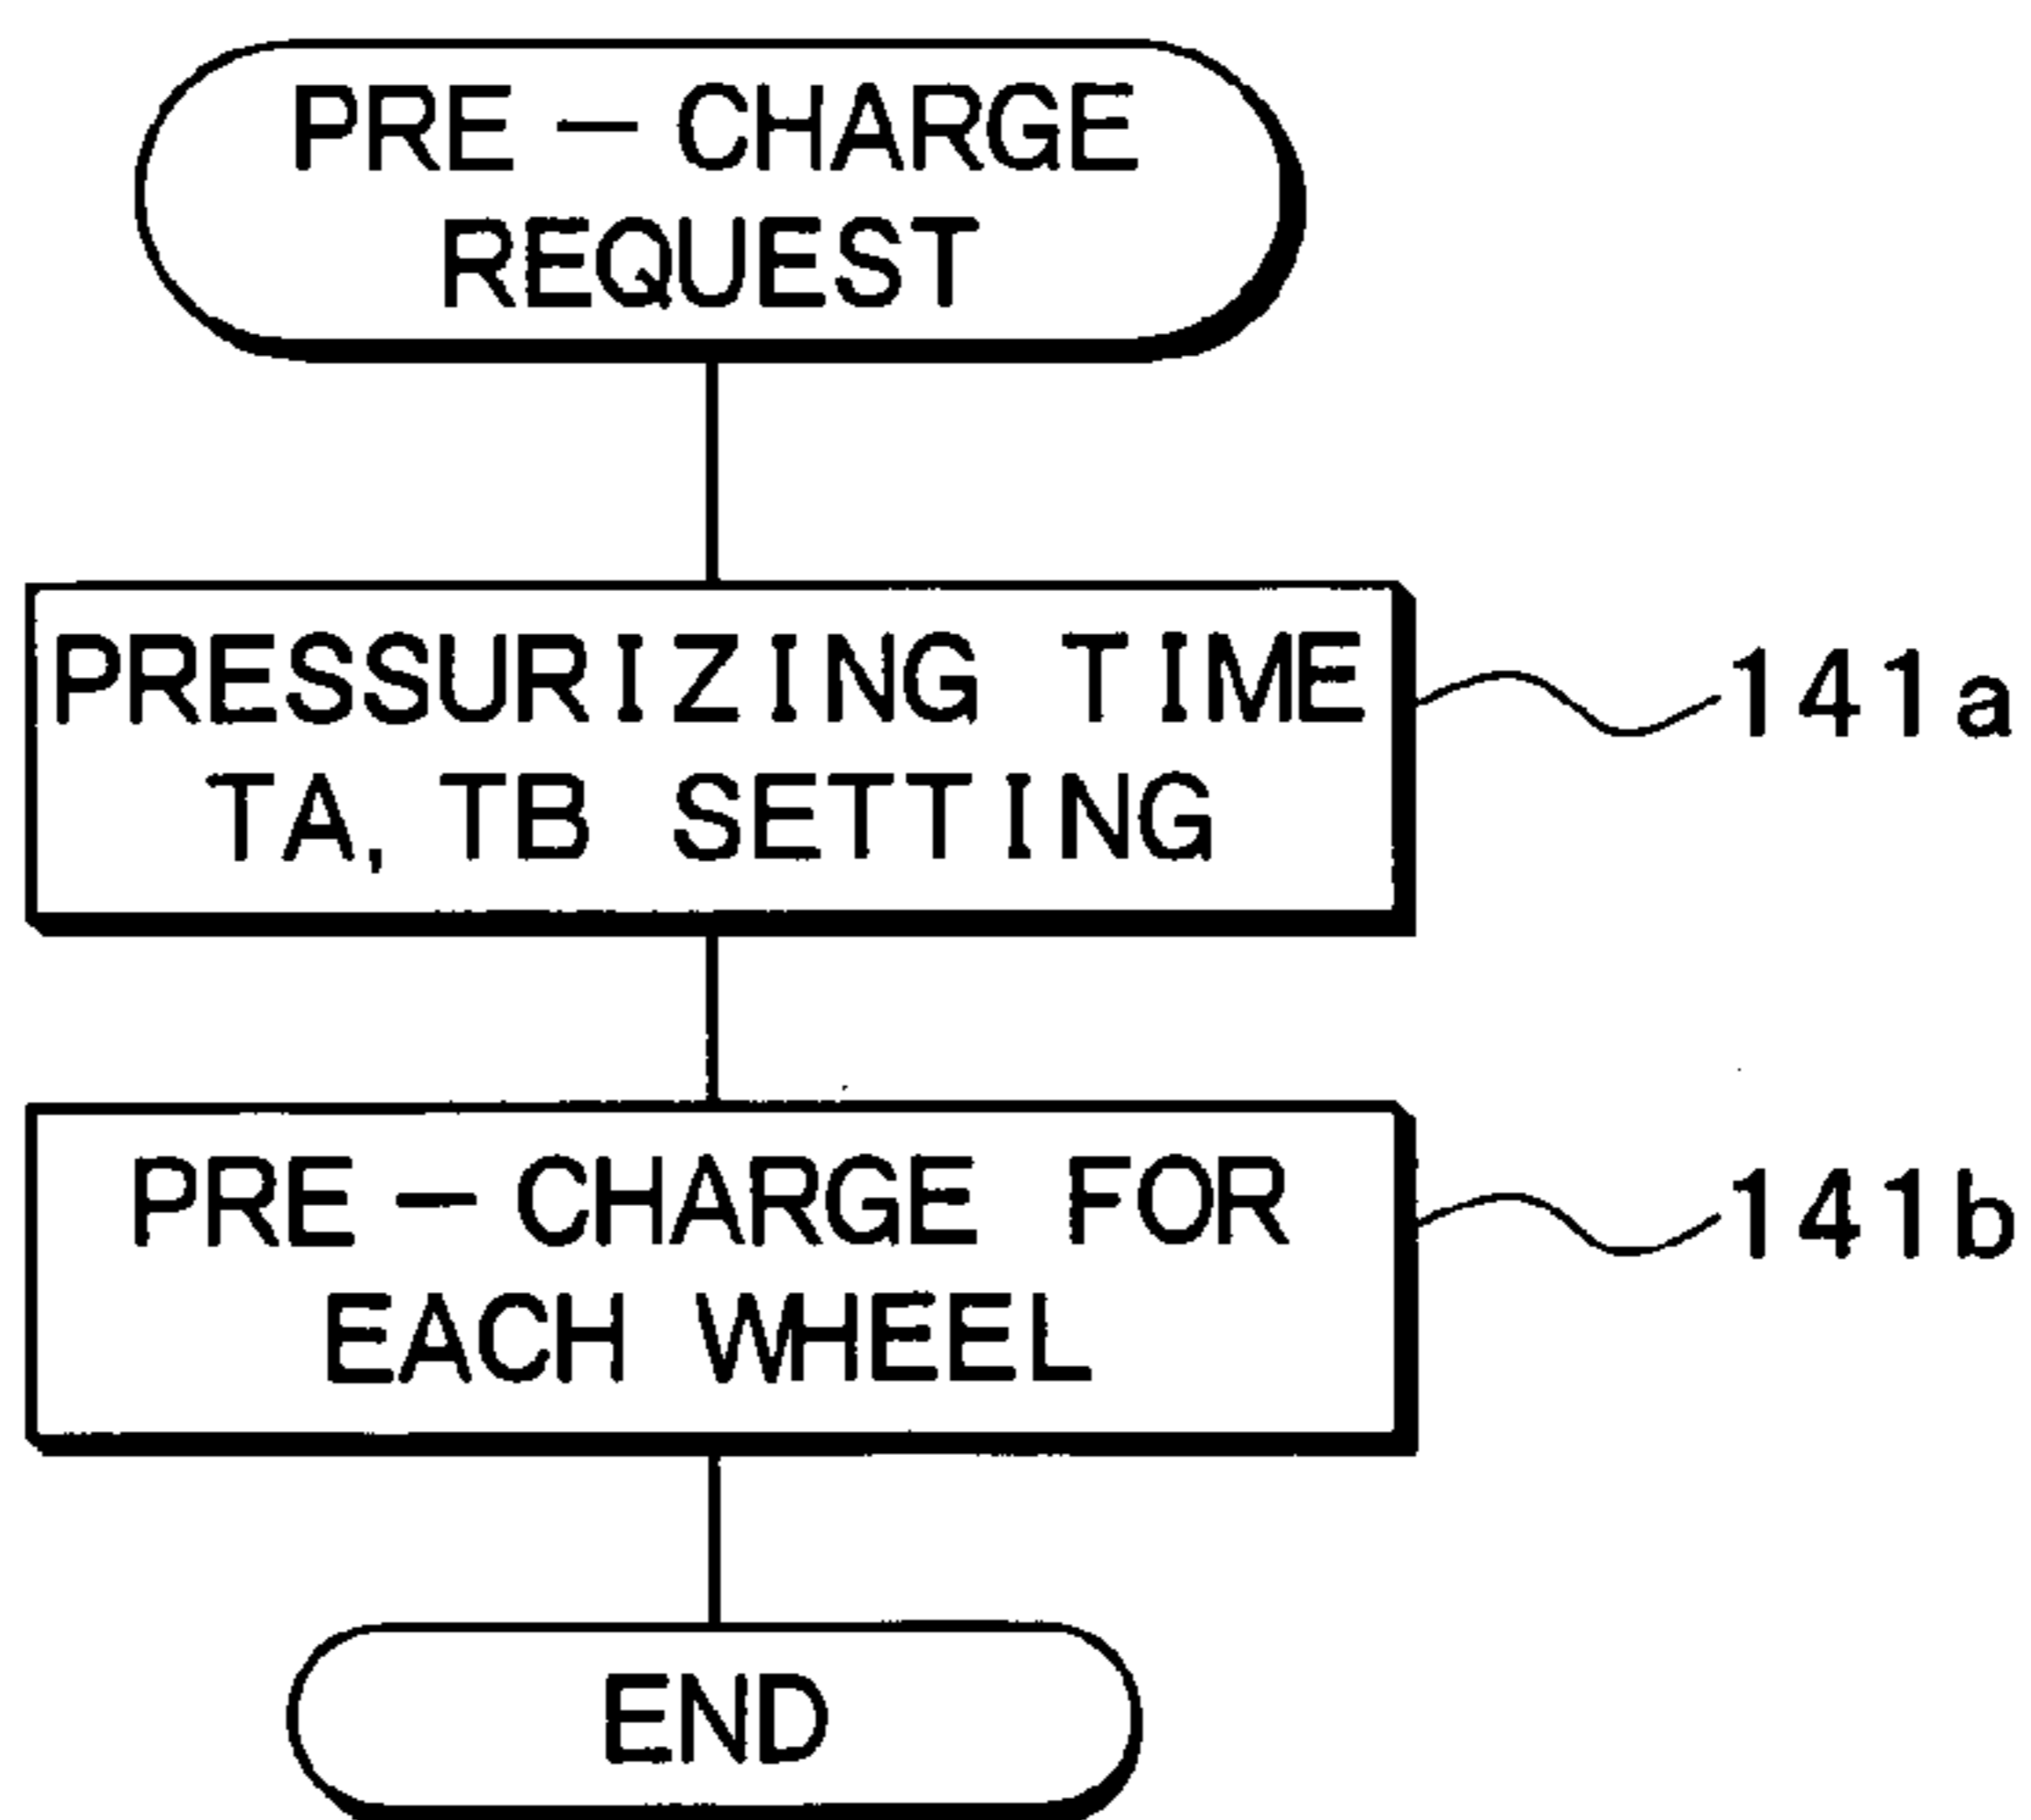 PRE-CHARGE
REQUEST
PRESSURIZING TIME
TA, TB SETTING
141a
PRE-CHARGE FOR
EACH WHEEL
141b
END